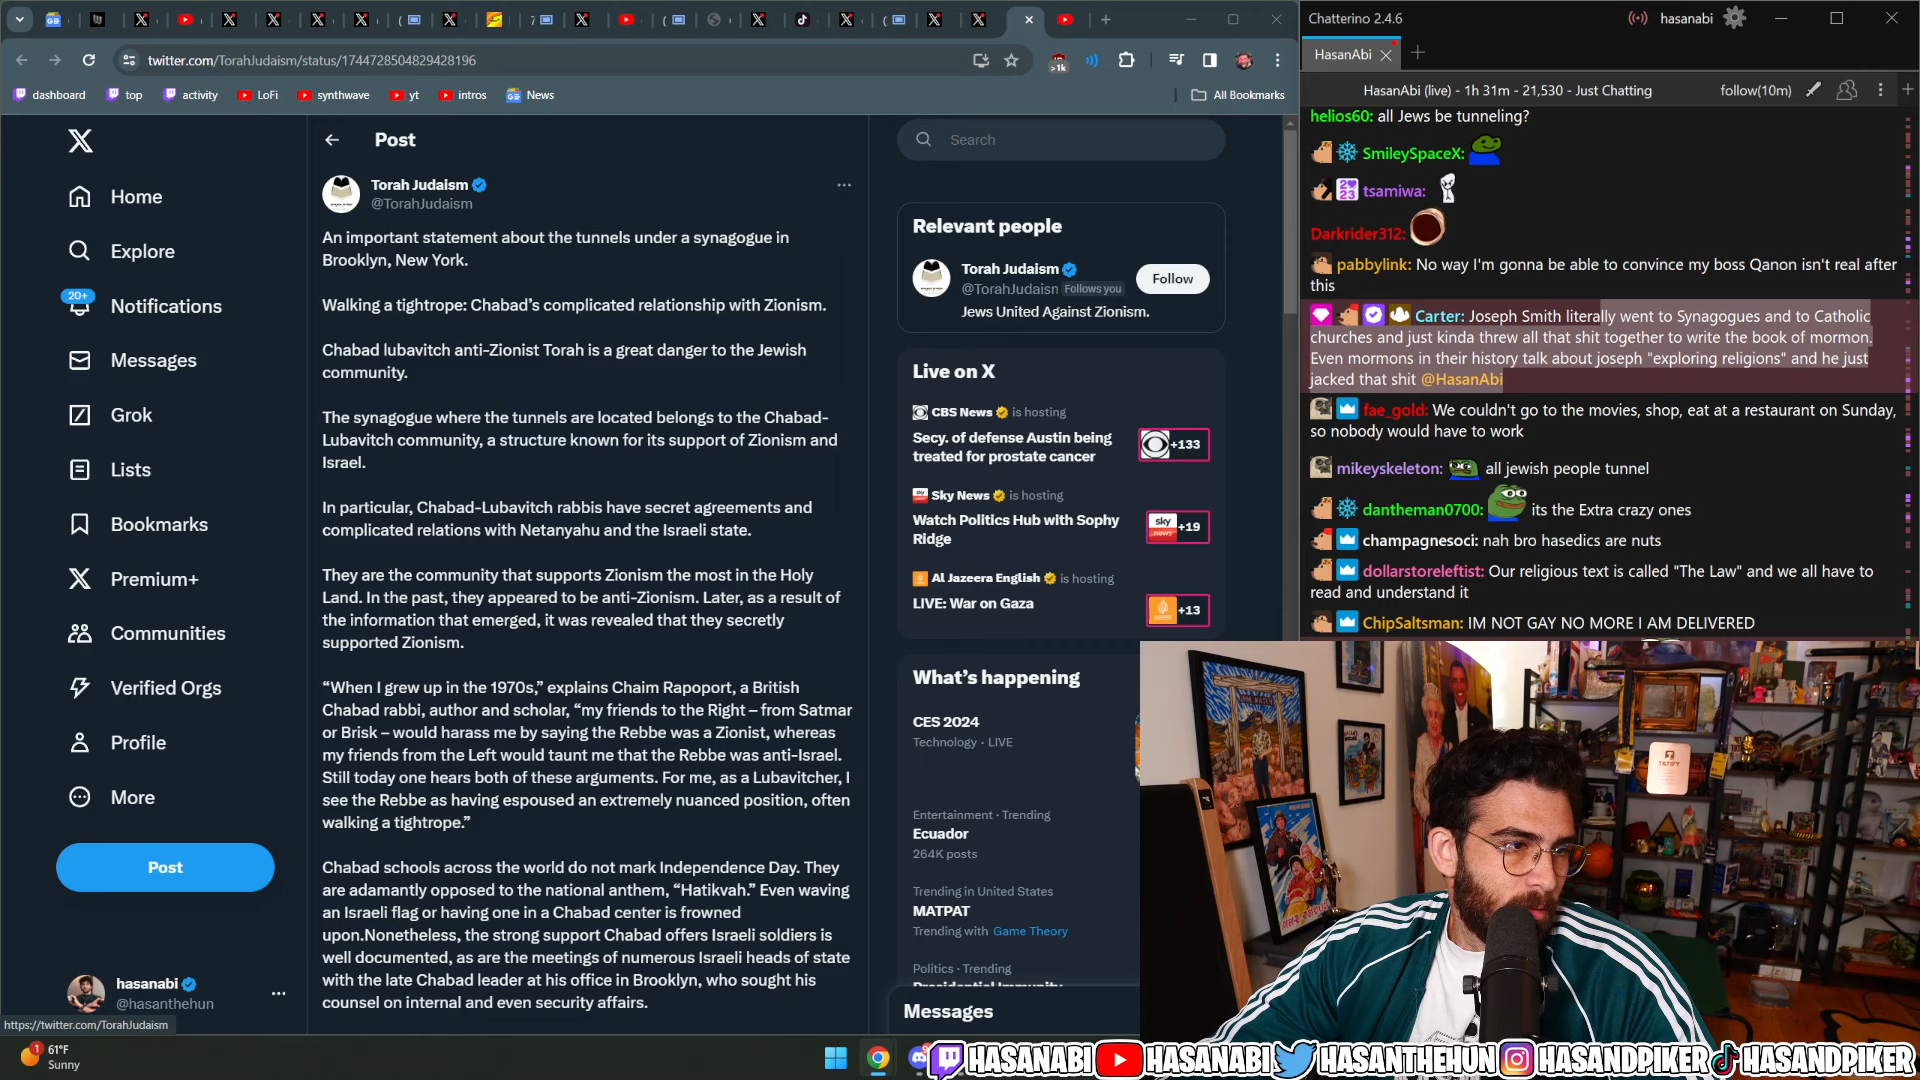 twitter.com/TorahJudaism/status/1744728504829428196
>1k
dashboard
top
activity
LoFi
synthwave
yt
intros
News
All Bookmarks
Home
Explore
20+
Notifications
Messages
Grok
Lists
Bookmarks
Premium+
Communities
Verified Orgs
Profile
More
Post
hasanabi
@hasanthehun
https://twitter.com/TorahJudaism
Post
Torah Judaism
@TorahJudaism
An important statement about the tunnels under a synagogue in
Brooklyn, New York.
Walking a tightrope: Chabad’s complicated relationship with Zionism.
Chabad lubavitch anti-Zionist Torah is a great danger to the Jewish
community.
The synagogue where the tunnels are located belongs to the Chabad-
Lubavitch community, a structure known for its support of Zionism and
Israel.
In particular, Chabad-Lubavitch rabbis have secret agreements and
complicated relations with Netanyahu and the Israeli state.
They are the community that supports Zionism the most in the Holy
Land. In the past, they appeared to be anti-Zionism. Later, as a result of
the information that emerged, it was revealed that they secretly
supported Zionism.
“When I grew up in the 1970s,” explains Chaim Rapoport, a British
Chabad rabbi, author and scholar, “my friends to the Right – from Satmar
or Brisk – would harass me by saying the Rebbe was a Zionist, whereas
my friends from the Left would taunt me that the Rebbe was anti-Israel.
Still today one hears both of these arguments. For me, as a Lubavitcher, I
see the Rebbe as having espoused an extremely nuanced position, often
walking a tightrope.”
Chabad schools across the world do not mark Independence Day. They
are adamantly opposed to the national anthem, “Hatikvah.” Even waving
an Israeli flag or having one in a Chabad center is frowned
upon.Nonetheless, the strong support Chabad offers Israeli soldiers is
well documented, as are the meetings of numerous Israeli heads of state
with the late Chabad leader at his office in Brooklyn, who sought his
counsel on internal and even security affairs.
Search
Relevant people
Torah Judaism
@TorahJudaism Follows you
Follow
Jews United Against Zionism.
Live on X
CBS News is hosting
Secy. of defense Austin being
treated for prostate cancer
+133
Sky News is hosting
Watch Politics Hub with Sophy
Ridge
sky news +19
Al Jazeera English is hosting
LIVE: War on Gaza
+13
What’s happening
CES 2024
Technology · LIVE
Entertainment · Trending
Ecuador
264K posts
Trending in United States
MATPAT
Trending with Game Theory
Politics · Trending
Presidential Immunity
Messages
Chatterino 2.4.6
hasanabi
HasanAbi
HasanAbi (live) - 1h 31m - 21,530 - Just Chatting
follow(10m)
helios60: all Jews be tunneling?
SmileySpaceX:
tsamiwa:
Darkrider312:
pabbylink: No way I'm gonna be able to convince my boss Qanon isn't real after
this
Carter: Joseph Smith literally went to Synagogues and to Catholic
churches and just kinda threw all that shit together to write the book of mormon.
Even mormons in their history talk about joseph "exploring religions" and he just
jacked that shit @HasanAbi
fae_gold: We couldn't go to the movies, shop, eat at a restaurant on Sunday,
so nobody would have to work
mikeyskeleton: all jewish people tunnel
dantheman0700: its the Extra crazy ones
champagnesoci: nah bro hasedics are nuts
dollarstoreleftist: Our religious text is called "The Law" and we all have to
read and understand it
ChipSaltsman: IM NOT GAY NO MORE I AM DELIVERED
TILTIFY
1
61°F
Sunny
HASANABI HASANABI HASANTHEHUN HASANDPIKER HASANDPIKER